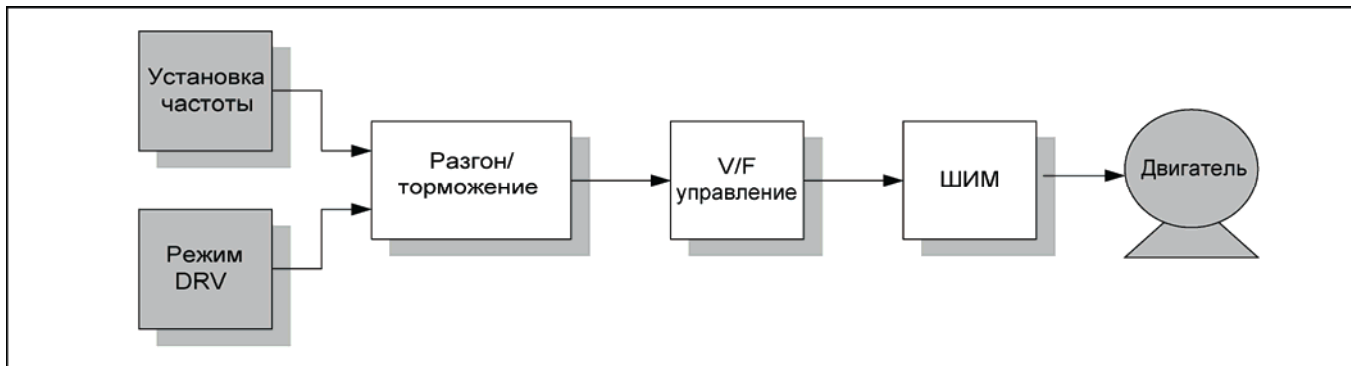 Установка
частоты
Режим
DRV
Разгон/
торможение
V/F
управление
ШИМ
Двигатель